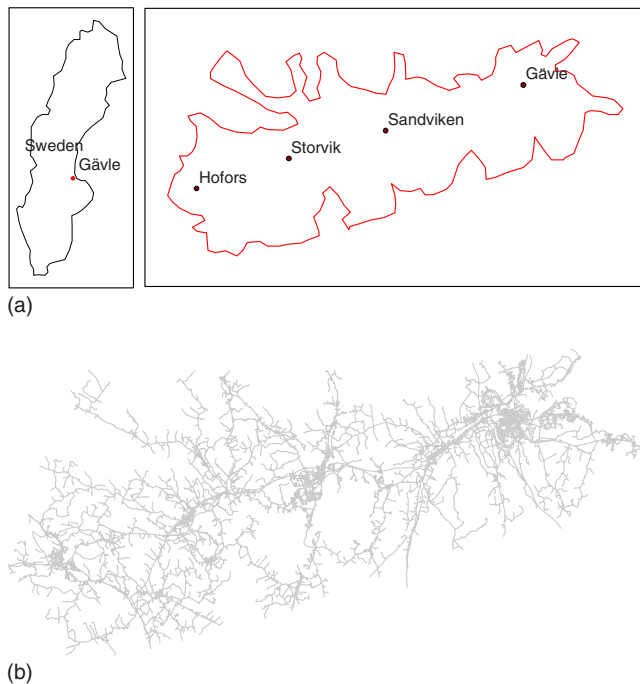 Sweden
Gävle
Gävle
Sandviken
Storvik
Hofors
(a)
(b)